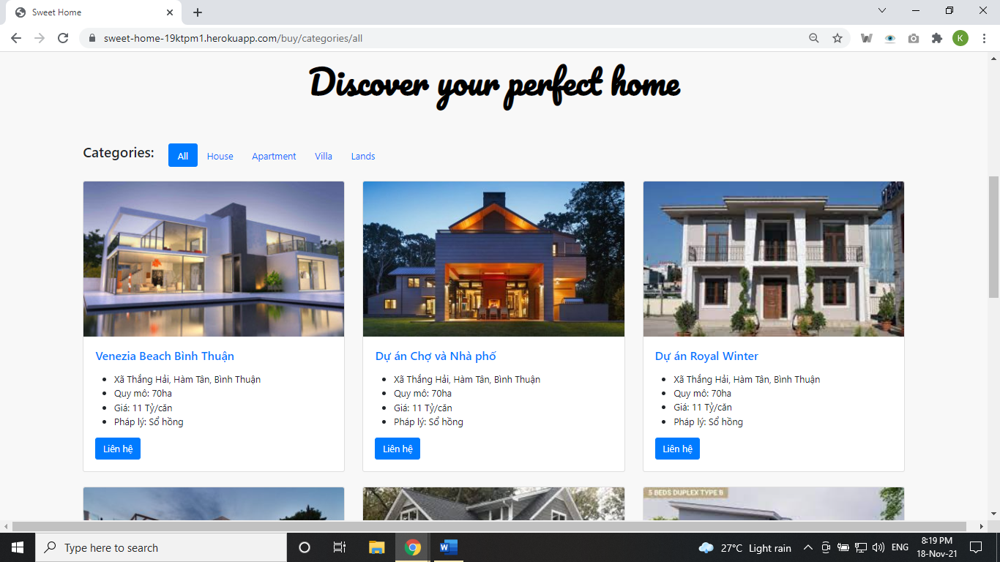 Sweet Home
sweet-home-19ktpm1.herokuapp.com/buy/categories/all
K
Discover your perfect home
Categories: All House Apartment Villa Lands
Venezia Beach Bình Thuận
Xã Thắng Hải, Hàm Tân, Bình Thuận
Quy mô: 70ha
Giá: 11 Tỷ/căn
Pháp lý: Sổ hồng
Liên hệ
Dự án Chợ và Nhà phố
Xã Thắng Hải, Hàm Tân, Bình Thuận
Quy mô: 70ha
Giá: 11 Tỷ/căn
Pháp lý: Sổ hồng
Liên hệ
Dự án Royal Winter
Xã Thắng Hải, Hàm Tân, Bình Thuận
Quy mô: 70ha
Giá: 11 Tỷ/căn
Pháp lý: Sổ hồng
Liên hệ
5 BEDS DUPLEX TYPE B
Type here to search
27°C Light rain
ENG
8:19 PM
18-Nov-21